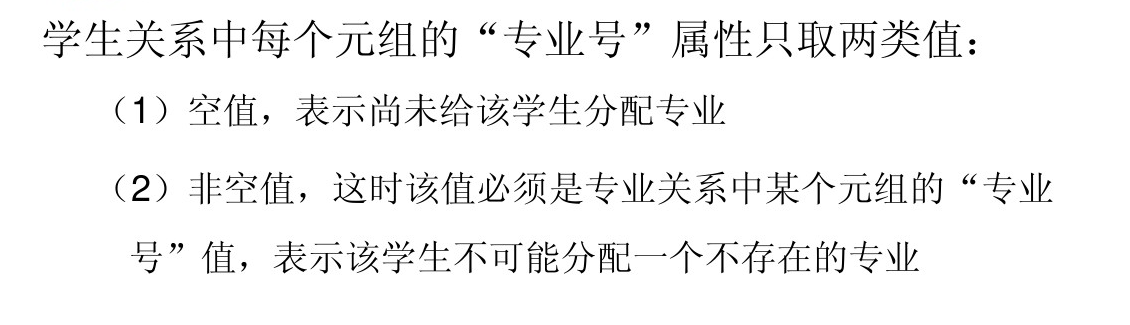 学生关系中每个元组的“专业号”属性只取两类值：
（1）空值，表示尚未给该学生分配专业
（2）非空值，这时该值必须是专业关系中某个元组的“专业
号”值，表示该学生不可能分配一个不存在的专业